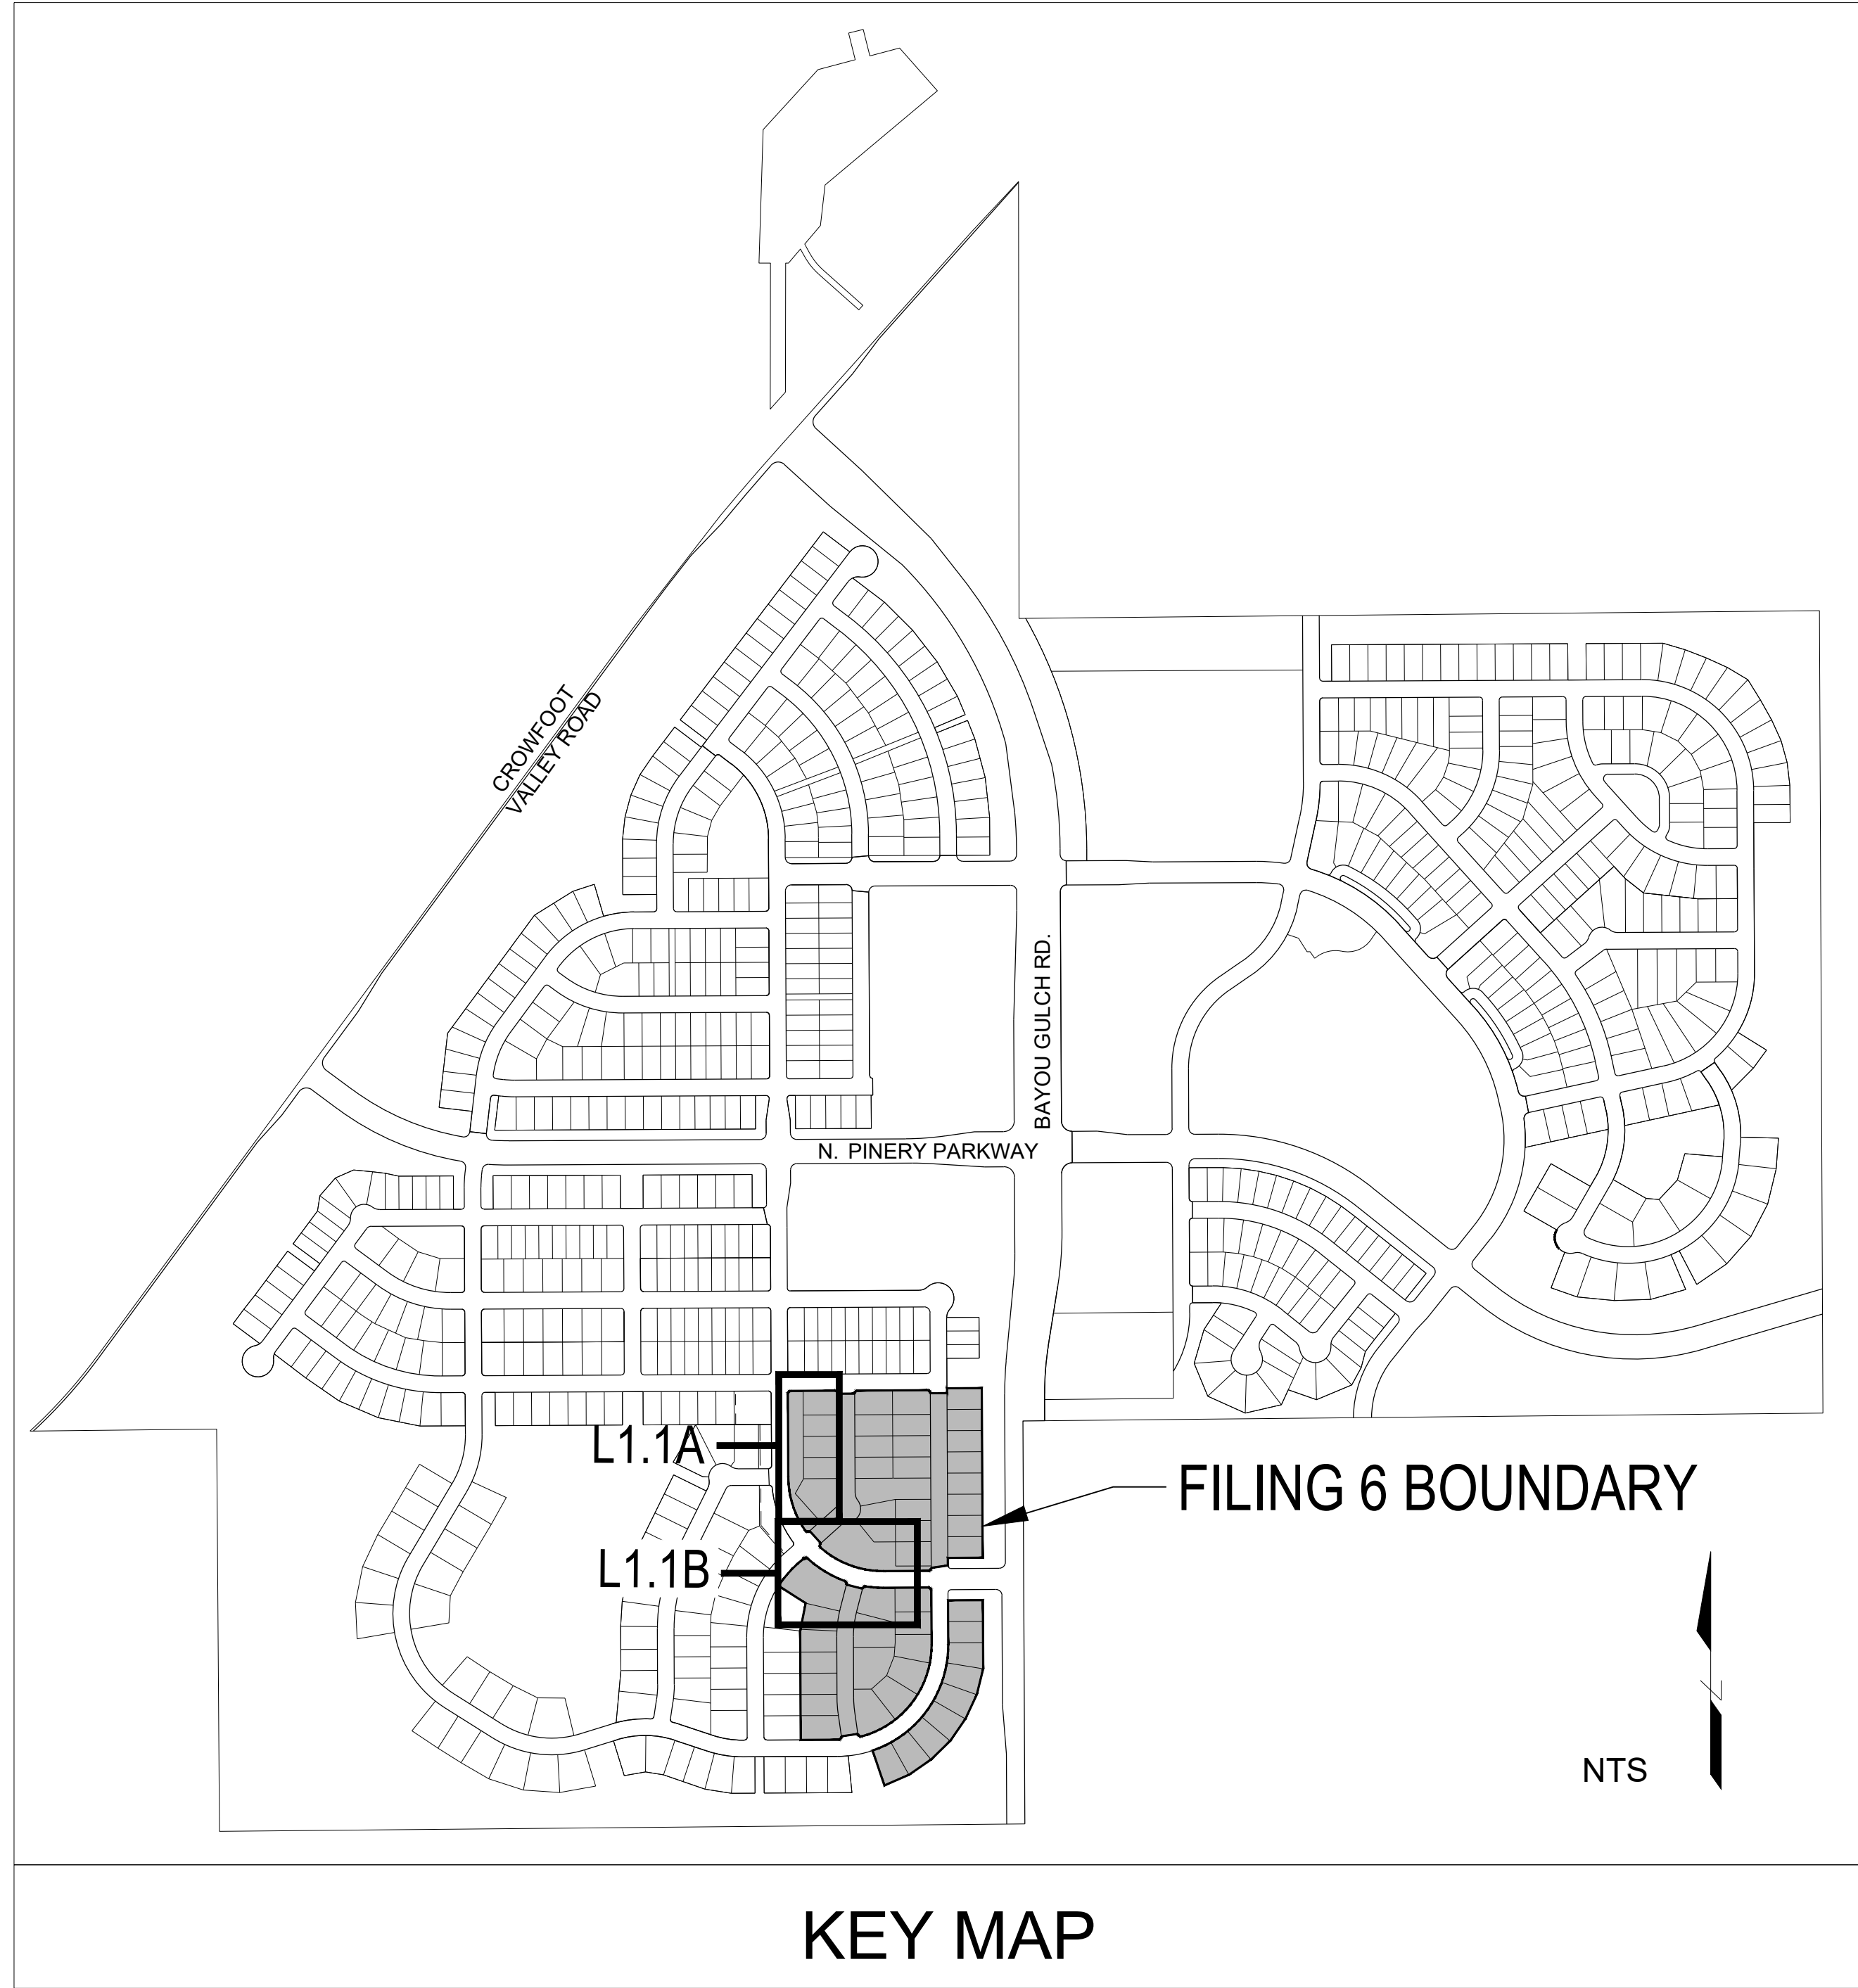 CROWFOOT
VALLEY ROAD
BAYOU GULCH RD.
N. PINERY PARKWAY
L1.1A
FILING 6 BOUNDARY
L1.1B
NTS
KEY MAP